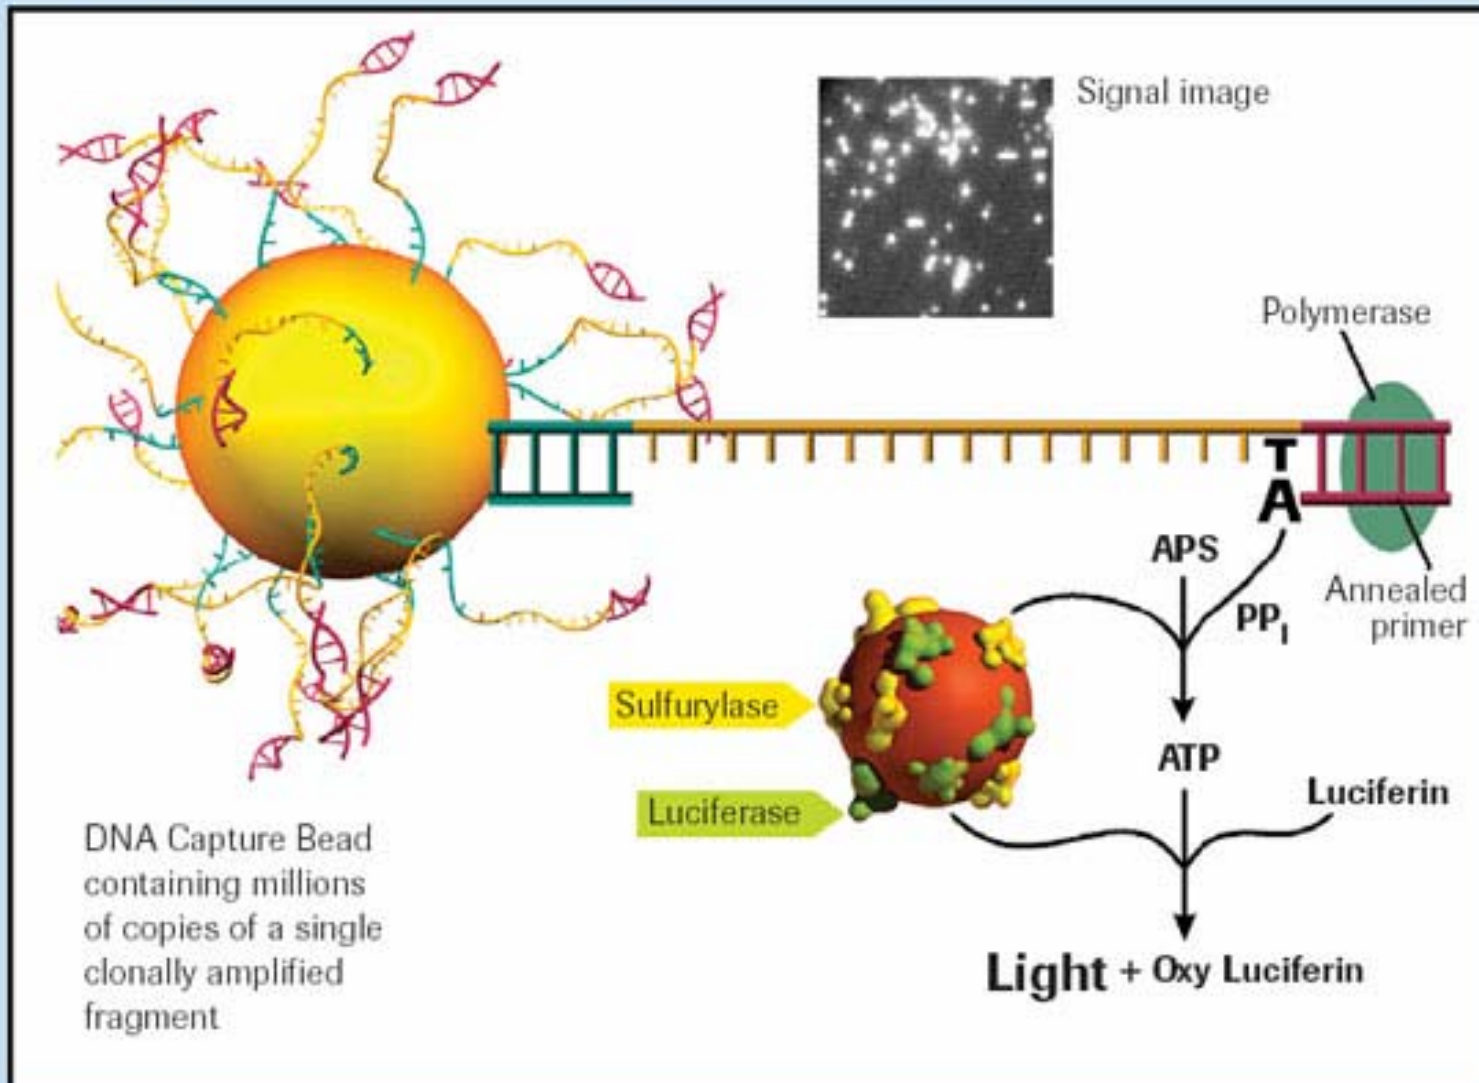 Signal image
Polymerase
T
A
APS
PPI
Annealed
primer
Sulfurylase
Luciferase
ATP
Luciferin
DNA Capture Bead
containing millions
of copies of a single
clonally amplified
fragment
Light + Oxy Luciferin